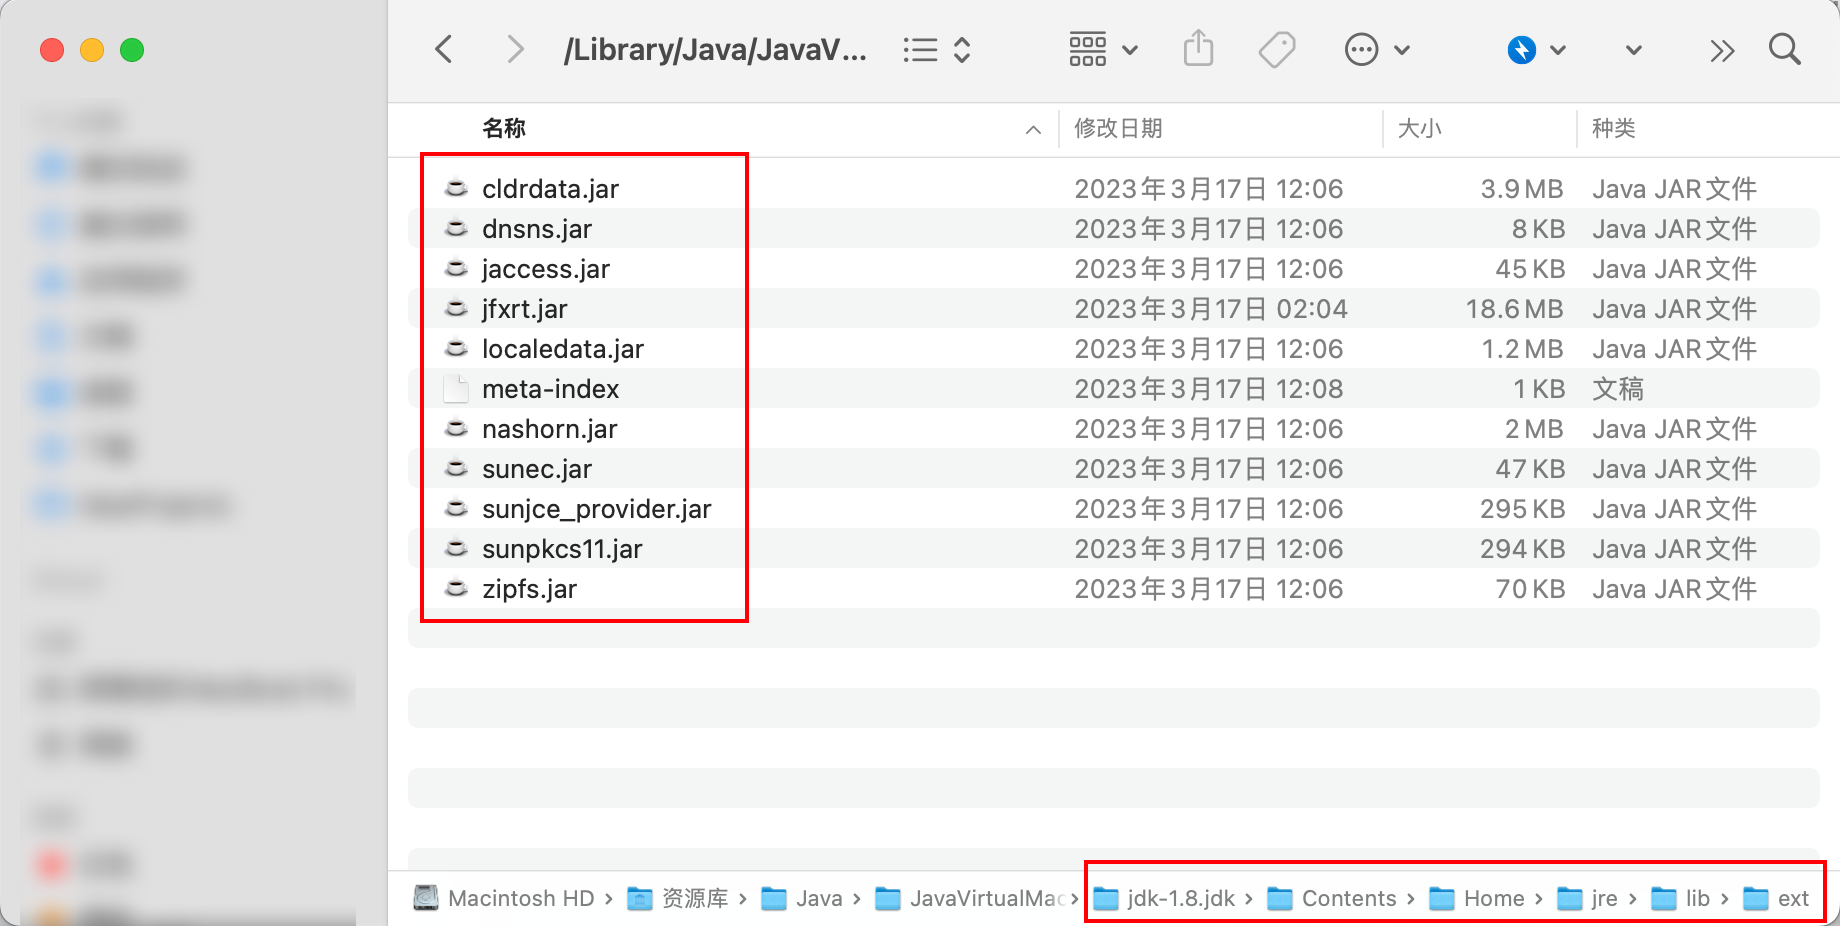 /Library/Java/JavaV...
名称 修改日期 大小 种类
cldrdata.jar 2023年3月17日 12:06 3.9 MB Java JAR文件
dnsns.jar 2023年3月17日 12:06 8 KB Java JAR文件
jaccess.jar 2023年3月17日 12:06 45 KB Java JAR文件
jfxrt.jar 2023年3月17日 02:04 18.6 MB Java JAR文件
localedata.jar 2023年3月17日 12:06 1.2 MB Java JAR文件
meta-index 2023年3月17日 12:08 1 KB 文稿
nashorn.jar 2023年3月17日 12:06 2 MB Java JAR文件
sunec.jar 2023年3月17日 12:06 47 KB Java JAR文件
sunjce_provider.jar 2023年3月17日 12:06 295 KB Java JAR文件
sunpkcs11.jar 2023年3月17日 12:06 294 KB Java JAR文件
zipfs.jar 2023年3月17日 12:06 70 KB Java JAR文件
Macintosh HD › 资源库 › Java › JavaVirtualMac › jdk-1.8.jdk › Contents › Home › jre › lib › ext